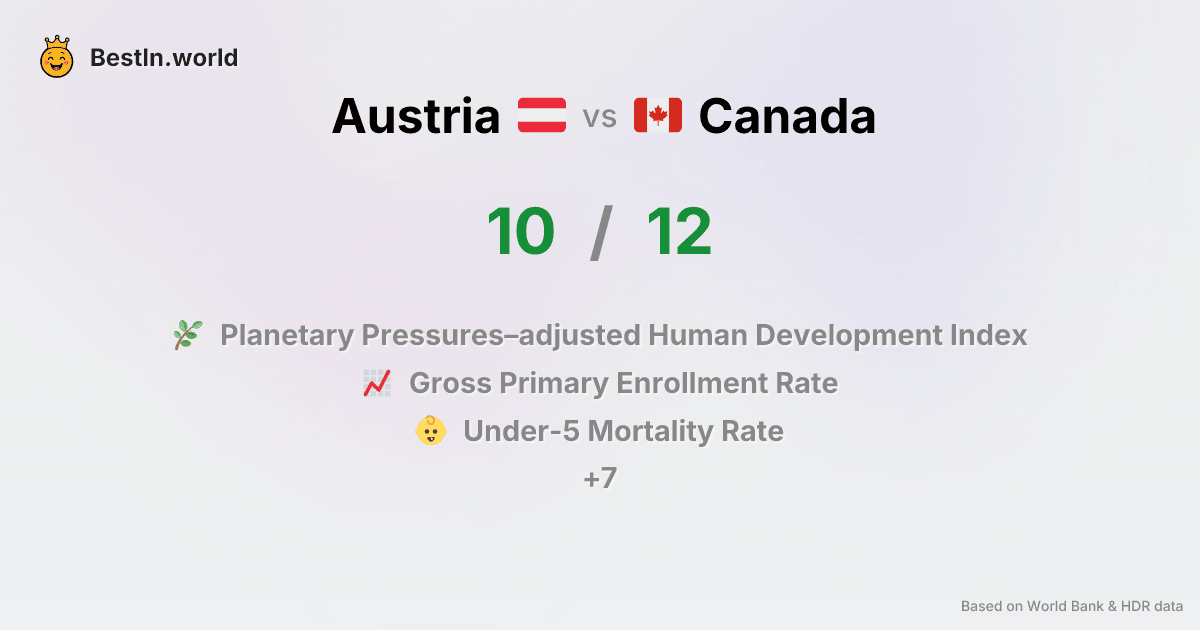 BestIn.world
Austria vs Canada
10 / 12
Planetary Pressures–adjusted Human Development Index
Gross Primary Enrollment Rate
Under-5 Mortality Rate
+7
Based on World Bank & HDR data